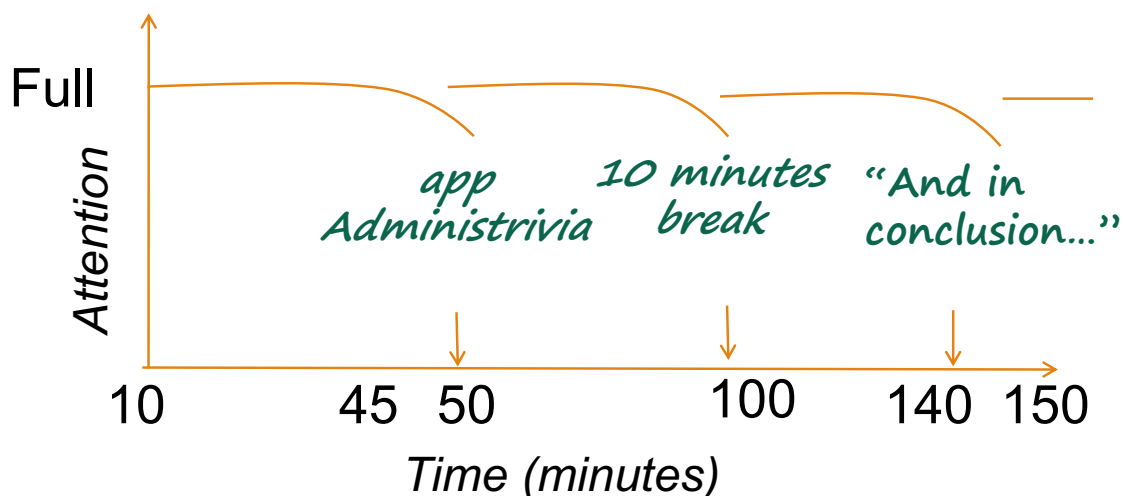 Full
Attention
app
Administrivia
10 minutes
break
“And in
conclusion…”
10 45 50 100 140 150
Time (minutes)